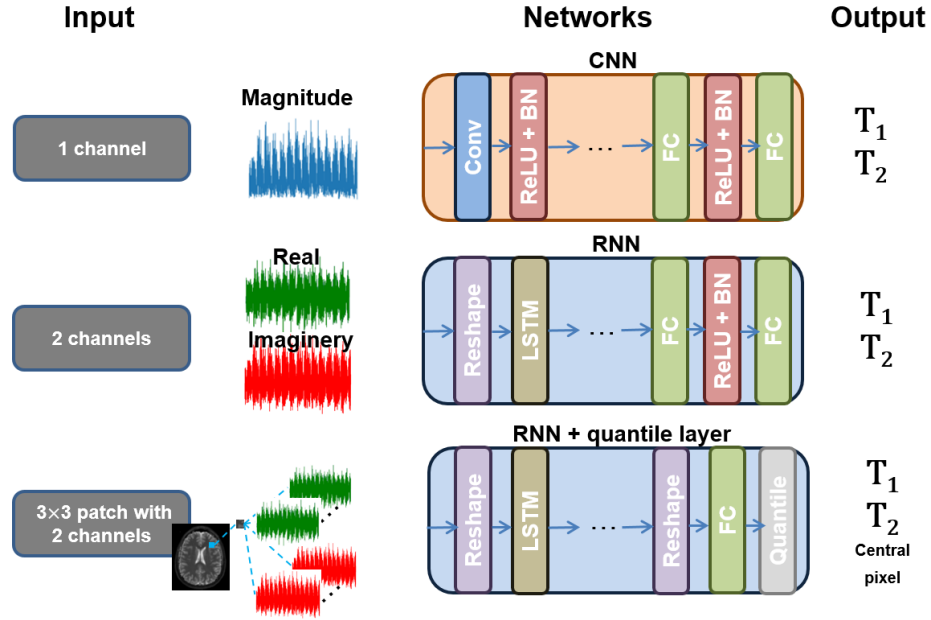 Input
Networks
Output
CNN
Magnitude
1 channel
Conv
ReLU + BN
...
FC
ReLU + BN
FC
T1
T2
RNN
Real
Imaginery
2 channels
Reshape
LSTM
...
FC
ReLU + BN
FC
T1
T2
RNN + quantile layer
3×3 patch with
2 channels
Reshape
LSTM
...
Reshape
FC
Quantile
T1
T2
Central
pixel